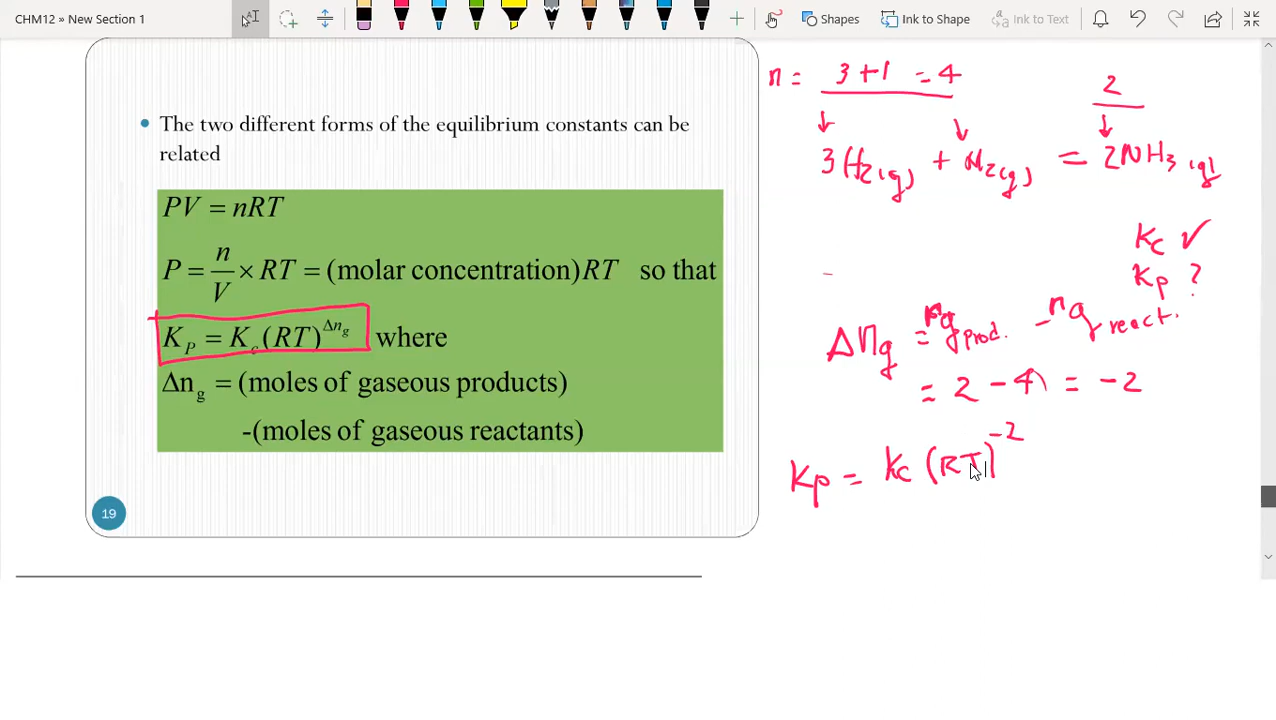 CHM12 » New Section 1
Shapes
Ink to Shape
Ink to Text
• The two different forms of the equilibrium constants can be
related
PV = nRT
P = n/V × RT = (molar concentration)RT so that
K_P = K_c(RT)^Δn_g where
Δn_g = (moles of gaseous products)
-(moles of gaseous reactants)
19
n = 3+1 = 4
2
3H2(g) + N2(g) = 2NH3 (g)
Kc ✓
Kp ?
Δng = ng prod. - ng react.
= 2 - 4 = -2
Kp = Kc (RT)^-2